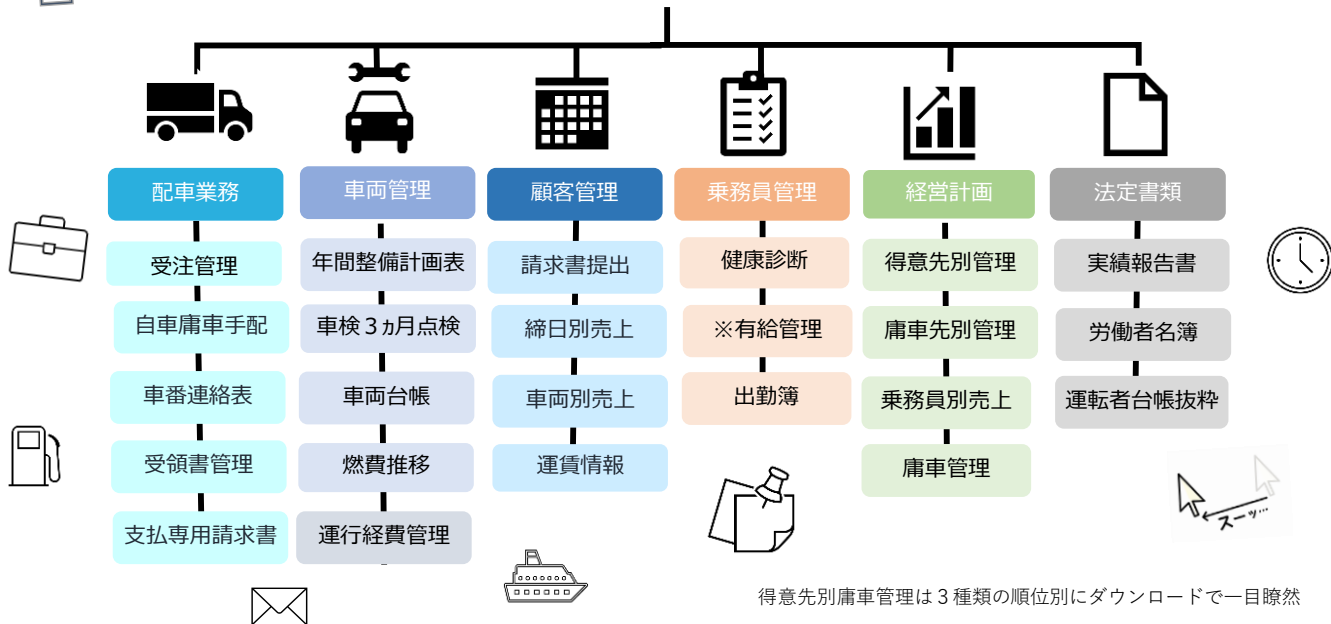 配車業務
受注管理
自車庸車手配
車番連絡表
受領書管理
支払専用請求書
車両管理
年間整備計画表
車検３ヵ月点検
車両台帳
燃費推移
運行経費管理
顧客管理
請求書提出
締日別売上
車両別売上
運賃情報
乗務員管理
健康診断
※有給管理
出勤簿
経営計画
得意先別管理
庸車先別管理
乗務員別売上
庸車管理
法定書類
実績報告書
労働者名簿
運転者台帳抜粋
スーッ…
得意先別庸車管理は３種類の順位別にダウンロードで一目瞭然